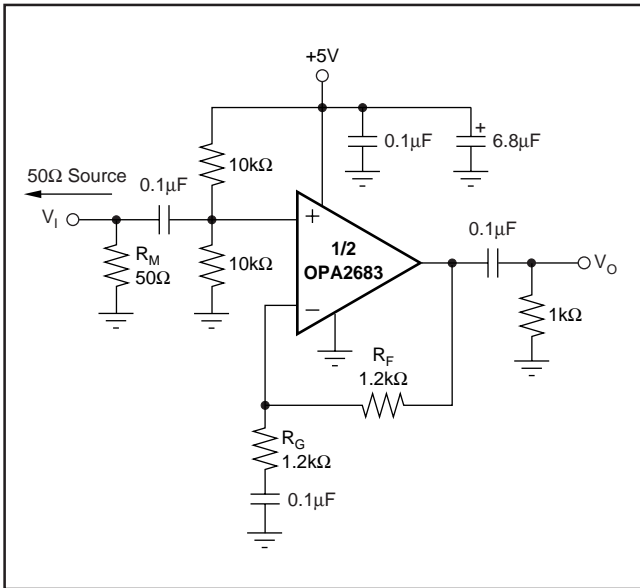 +5V
0.1μF
+
6.8μF
10kΩ
50Ω Source
0.1μF
V_I
R_M
50Ω
10kΩ
+
1/2
OPA2683
−
0.1μF
V_O
1kΩ
R_F
1.2kΩ
R_G
1.2kΩ
0.1μF